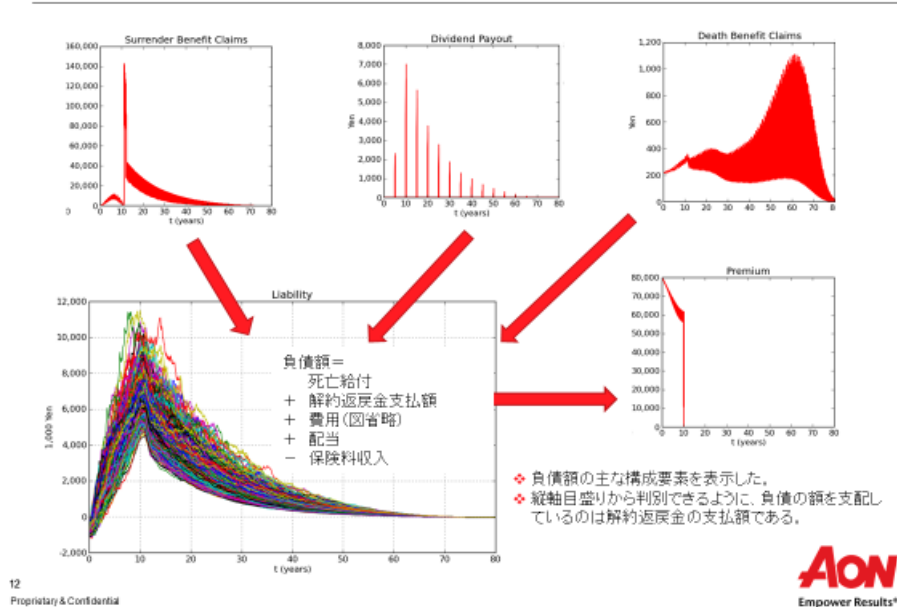 Surrender Benefit Claims
160,000
140,000
120,000
100,000
80,000
60,000
40,000
20,000
0
0
0 10 20 30 40 50 60 70 80
t (years)
Dividend Payout
8,000
7,000
6,000
5,000
4,000
3,000
2,000
1,000
0
Yen
0 10 20 30 40 50 60 70 80
t (years)
Death Benefit Claims
1,200
1,000
800
600
400
200
0
Yen
0 10 20 30 40 50 60 70 80
t (years)
Liability
12,000
10,000
8,000
6,000
4,000
2,000
0
-2,000
1,000 Yen
0 10 20 30 40 50 60 70 80
t (years)
負債額＝
死亡給付
＋ 解約返戻金支払額
＋ 費用(図省略)
＋ 配当
－ 保険料収入
Premium
80,000
70,000
60,000
50,000
40,000
30,000
20,000
10,000
0 10 20 30 40 50 60 70 80
t (years)
❖ 負債額の主な構成要素を表示した。
❖ 縦軸目盛りから判別できるように、負債の額を支配し
ているのは解約返戻金の支払額である。
12
Proprietary & Confidential
AON
Empower Results®